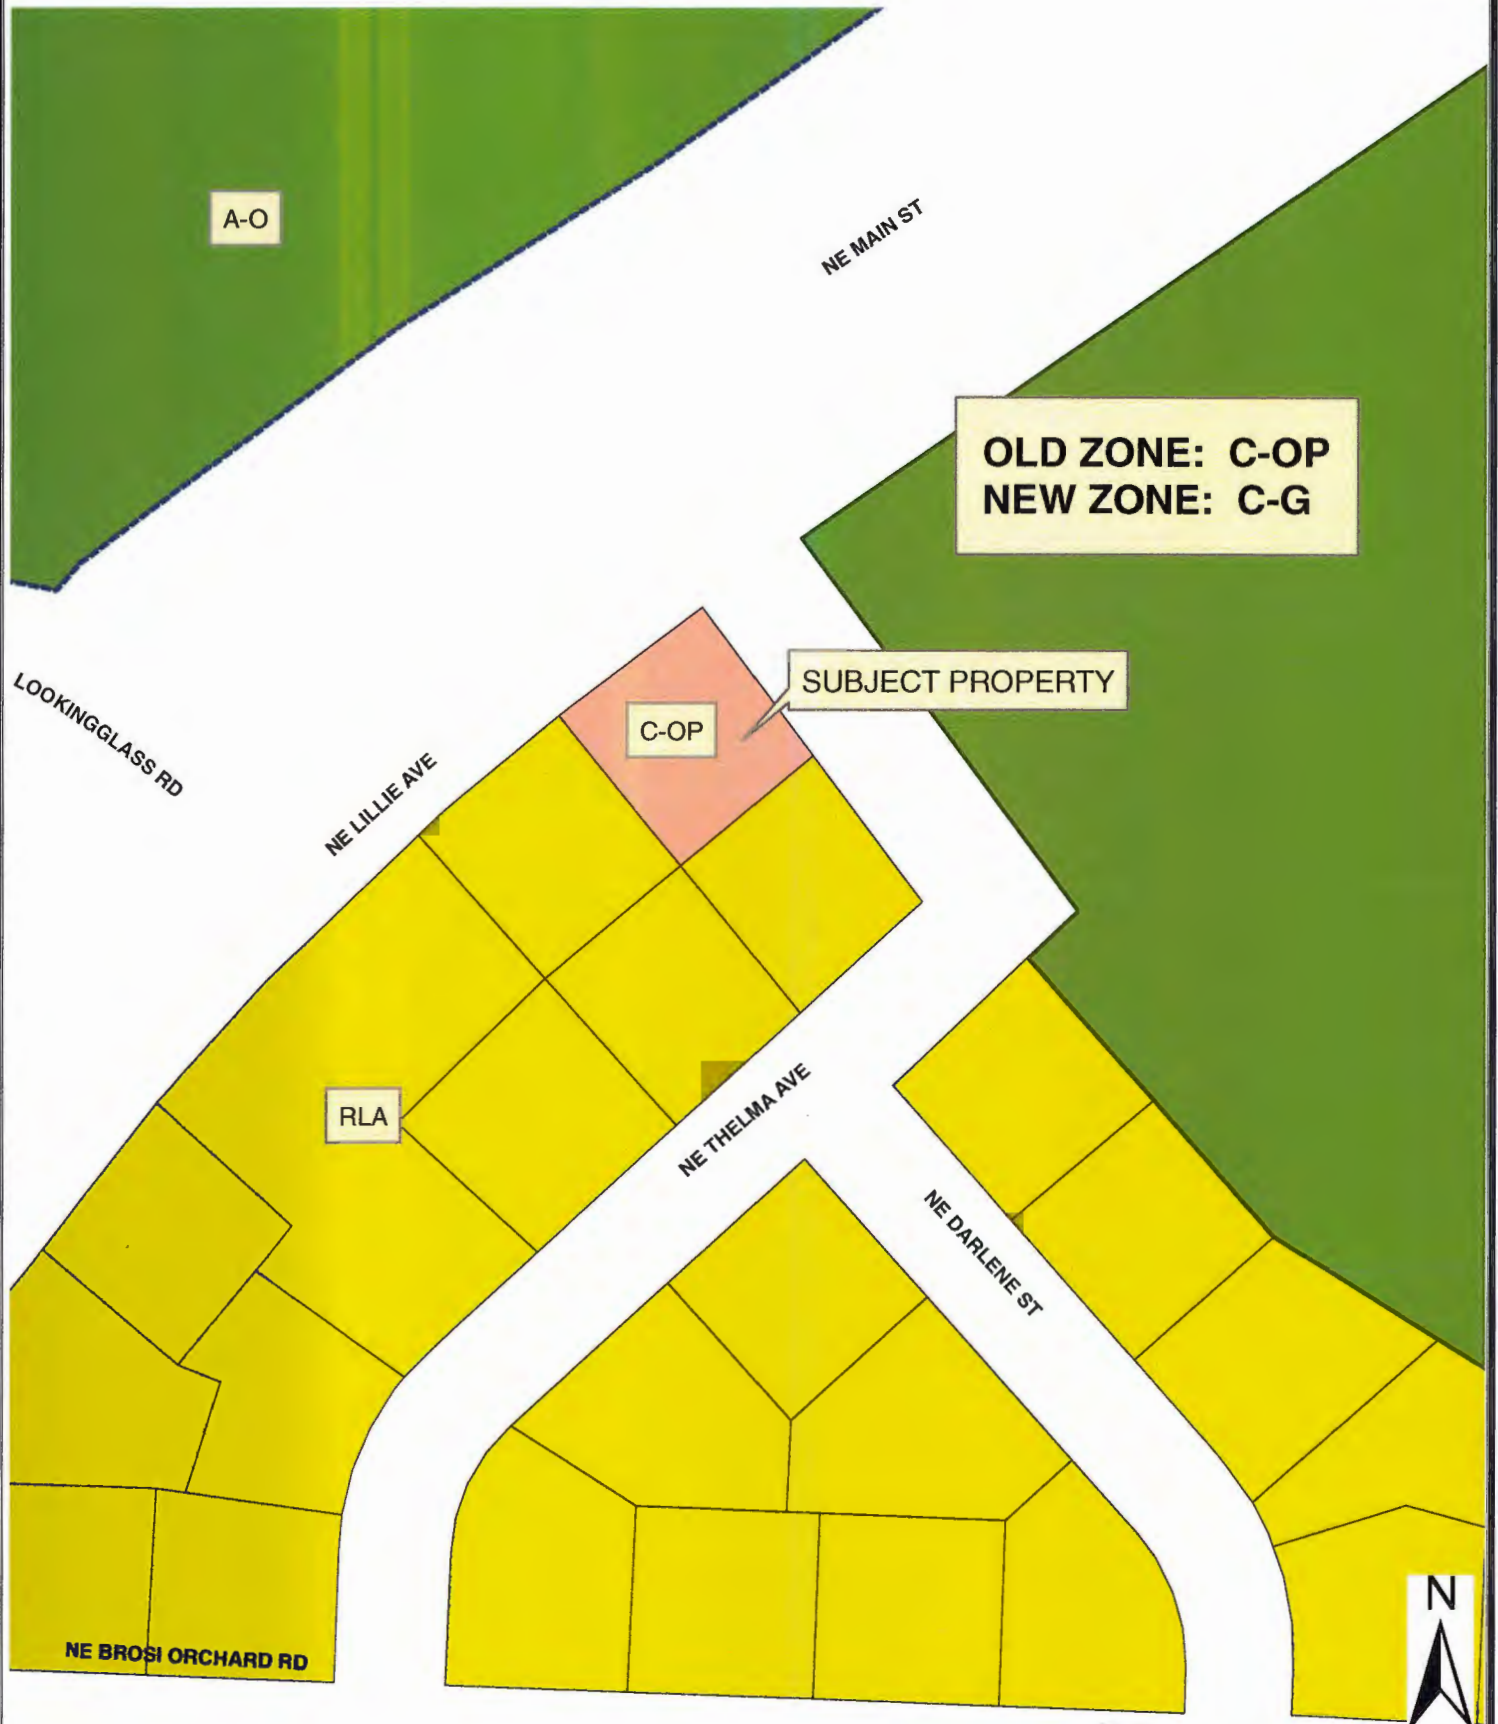 A-O
NE MAIN ST
OLD ZONE: C-OP
NEW ZONE: C-G
SUBJECT PROPERTY
C-OP
LOOKINGGLASS RD
NE LILLIE AVE
RLA
NE THELMA AVE
NE DARLENE ST
N
NE BROSI ORCHARD RD